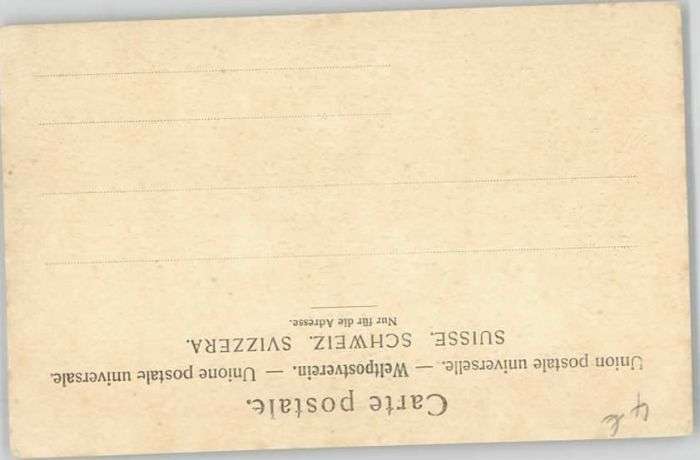 Carte postale.
Union postale universelle. — Weltpostverein. — Unione postale universale.
SUISSE. SCHWEIZ. SVIZZERA.
Nur für die Adresse.